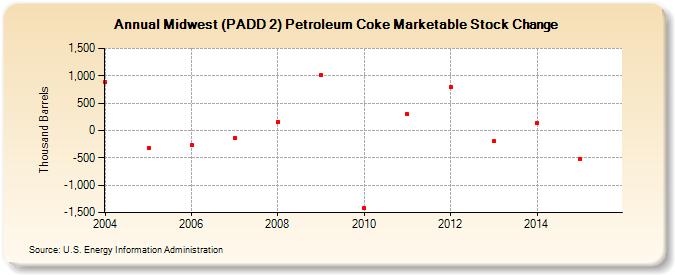 Annual Midwest (PADD 2) Petroleum Coke Marketable Stock Change
Thousand Barrels
1,500
1,000
500
0
-500
-1,000
-1,500
2004 2006 2008 2010 2012 2014
Source: U.S. Energy Information Administration